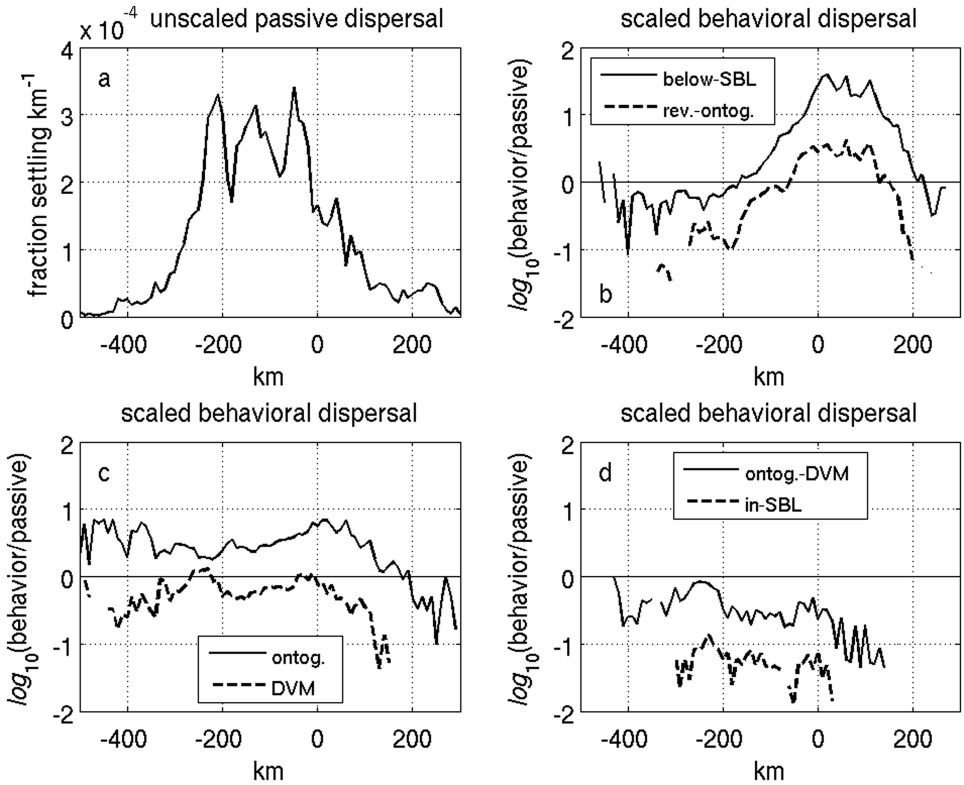 x 10⁻⁴ unscaled passive dispersal
a
fraction settling km⁻¹
4
3
2
1
0
-400 -200 0 200
km
scaled behavioral dispersal
below-SBL
rev.-ontog.
b
log₁₀(behavior/passive)
2
1
0
-1
-2
-400 -200 0 200
km
scaled behavioral dispersal
c
ontog.
DVM
log₁₀(behavior/passive)
2
1
0
-1
-2
-400 -200 0 200
km
scaled behavioral dispersal
d
ontog.-DVM
in-SBL
log₁₀(behavior/passive)
2
1
0
-1
-2
-400 -200 0 200
km